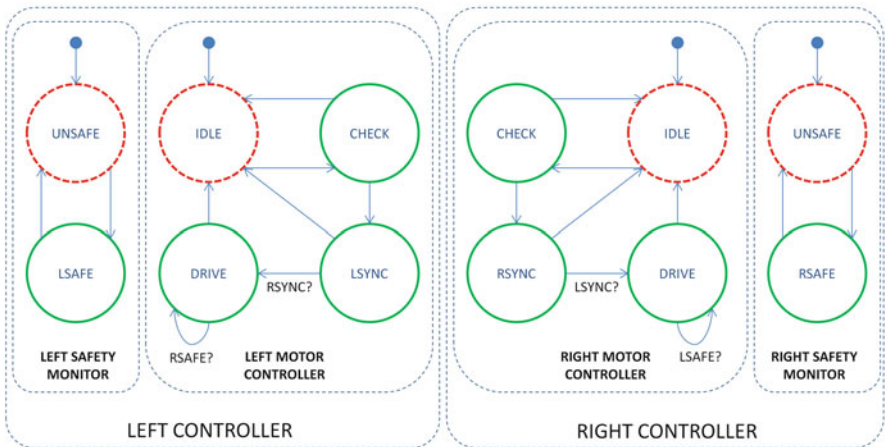 UNSAFE
IDLE
CHECK
LSAFE
DRIVE
LSYNC
RSYNC?
RSAFE?
LEFT SAFETY
MONITOR
LEFT MOTOR
CONTROLLER
LEFT CONTROLLER
CHECK
IDLE
UNSAFE
RSYNC
DRIVE
RSAFE
LSYNC?
LSAFE?
RIGHT MOTOR
CONTROLLER
RIGHT SAFETY
MONITOR
RIGHT CONTROLLER